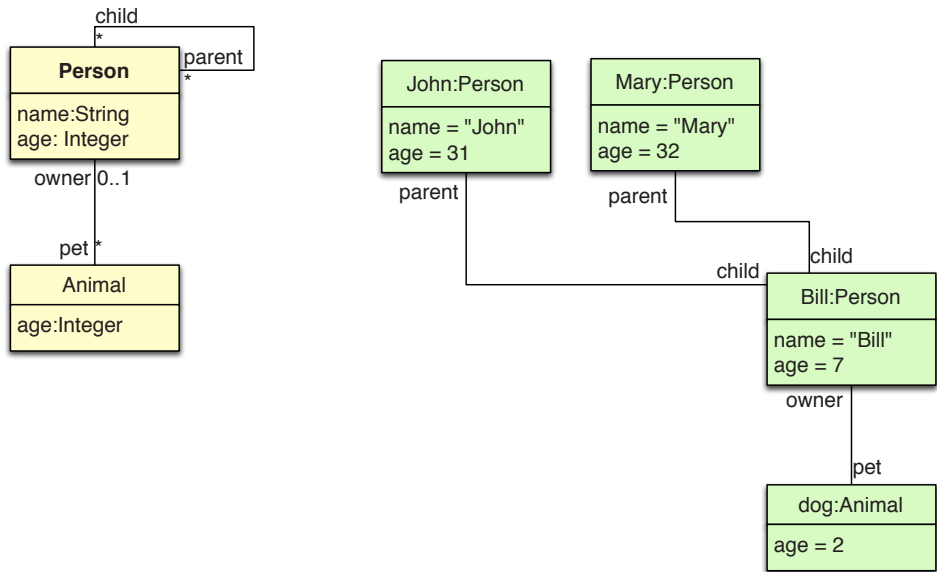 child
*
parent
*
Person
name:String
age: Integer
owner 0..1
pet *
Animal
age:Integer
John:Person
name = "John"
age = 31
parent
Mary:Person
name = "Mary"
age = 32
parent
child
child
Bill:Person
name = "Bill"
age = 7
owner
pet
dog:Animal
age = 2